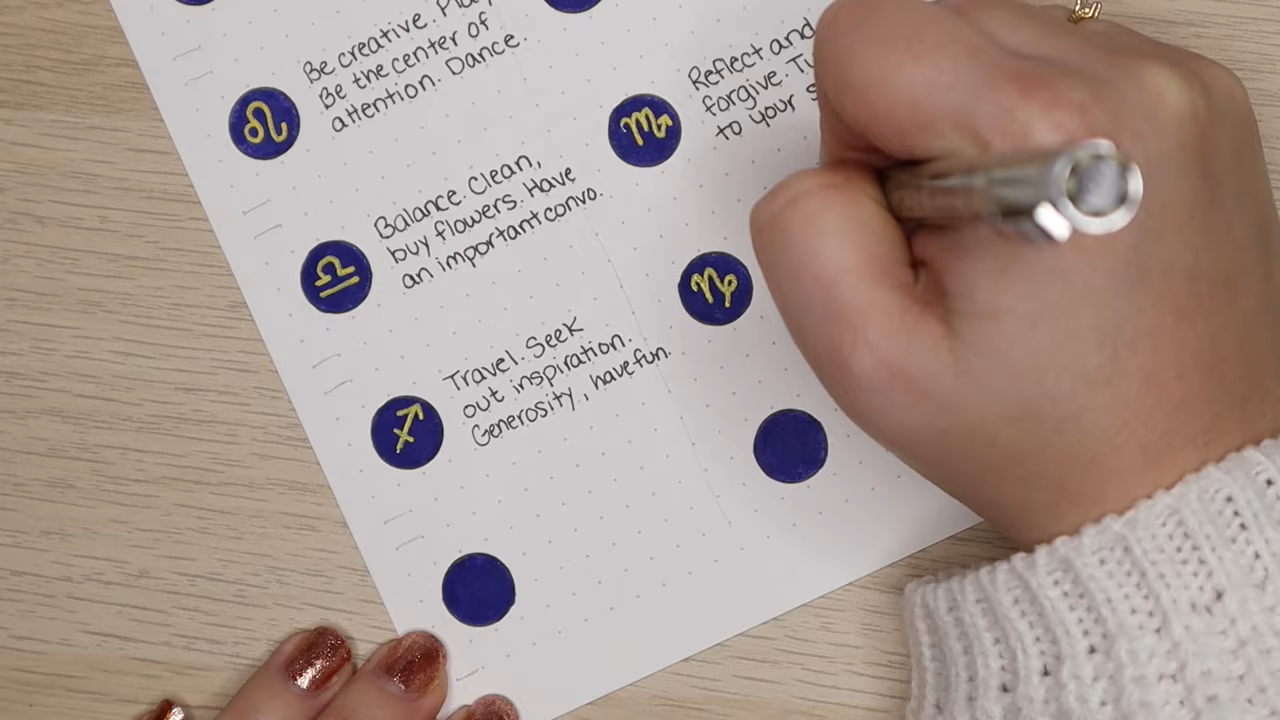 Be creative. Play
Be the center of
attention. Dance.
Reflect and
forgive.
to your
Balance. Clean,
buy flowers. Have
an important convo.
Travel. Seek
out inspiration.
Generosity, have fun.